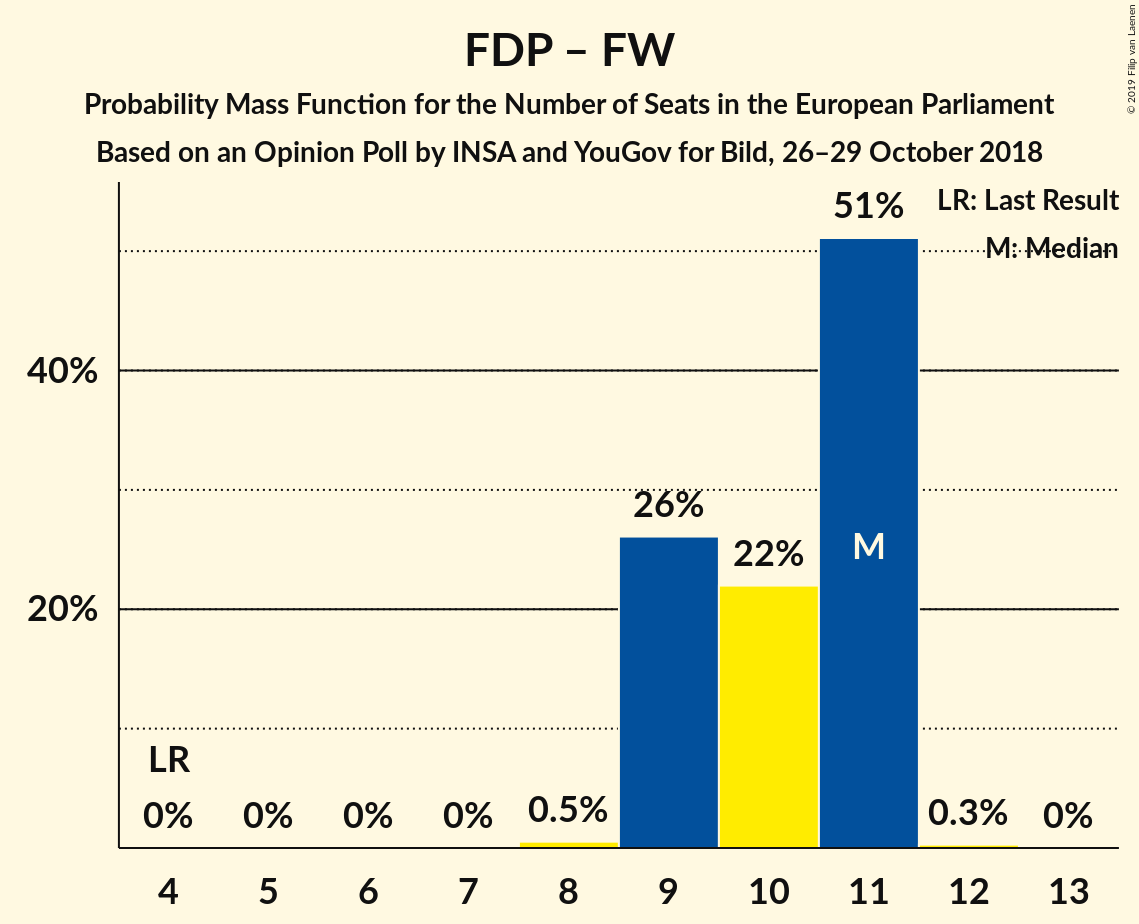 FDP – FW
Probability Mass Function for the Number of Seats in the European Parliament
Based on an Opinion Poll by INSA and YouGov for Bild, 26–29 October 2018
© 2019 Filip van Laenen
LR: Last Result
M: Median
51%
40%
26%
22%
M
20%
LR
0% 0% 0% 0% 0.5% 0.3% 0%
4 5 6 7 8 9 10 11 12 13